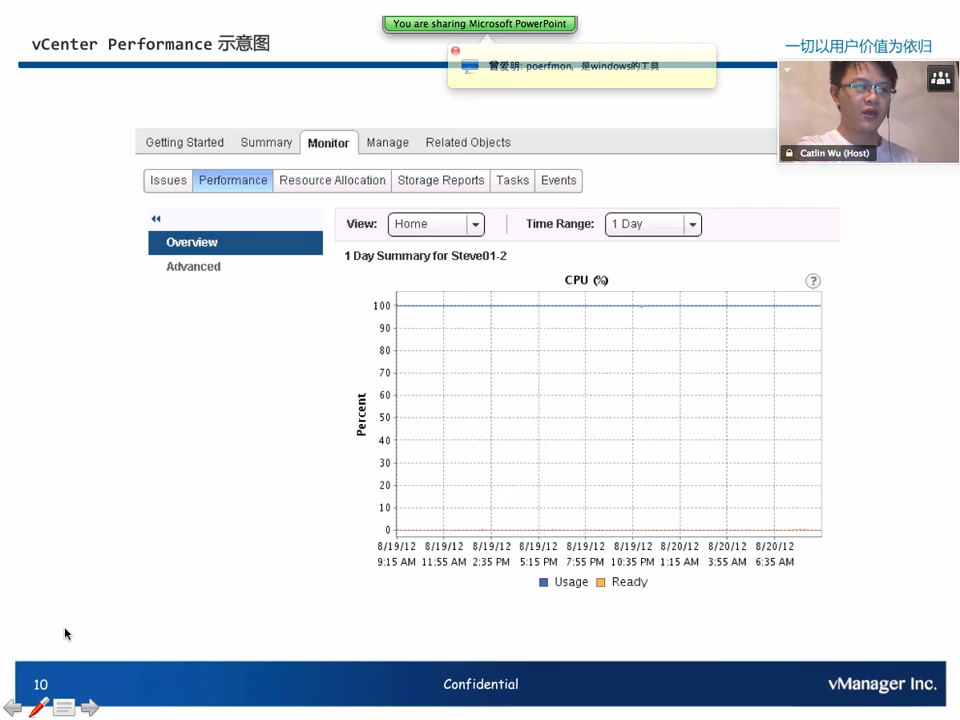 You are sharing Microsoft PowerPoint
vCenter Performance 示意图
一切以用户价值为依归
曾爱明: poerfmon, 是windows的工具
Catlin Wu (Host)
Getting Started Summary Monitor Manage Related Objects
Issues Performance Resource Allocation Storage Reports Tasks Events
View: Home Time Range: 1 Day
Overview
Advanced
1 Day Summary for Steve01-2
CPU (%)
?
Percent
100
90
80
70
60
50
40
30
20
10
0
8/19/12 8/19/12 8/19/12 8/19/12 8/19/12 8/19/12 8/20/12 8/20/12 8/20/12
9:15 AM 11:55 AM 2:35 PM 5:15 PM 7:55 PM 10:35 PM 1:15 AM 3:55 AM 6:35 AM
Usage Ready
10 Confidential vManager Inc.